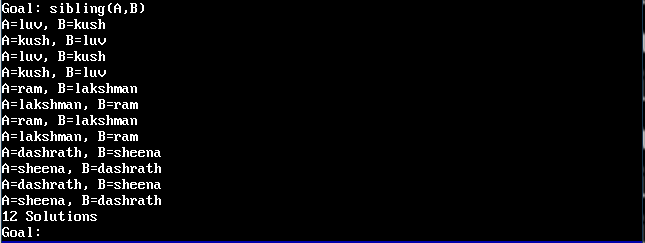 Goal: sibling(A,B)
A=luv, B=kush
A=kush, B=luv
A=luv, B=kush
A=kush, B=luv
A=ram, B=lakshman
A=lakshman, B=ram
A=ram, B=lakshman
A=lakshman, B=ram
A=dashrath, B=sheena
A=sheena, B=dashrath
A=dashrath, B=sheena
A=sheena, B=dashrath
12 Solutions
Goal: